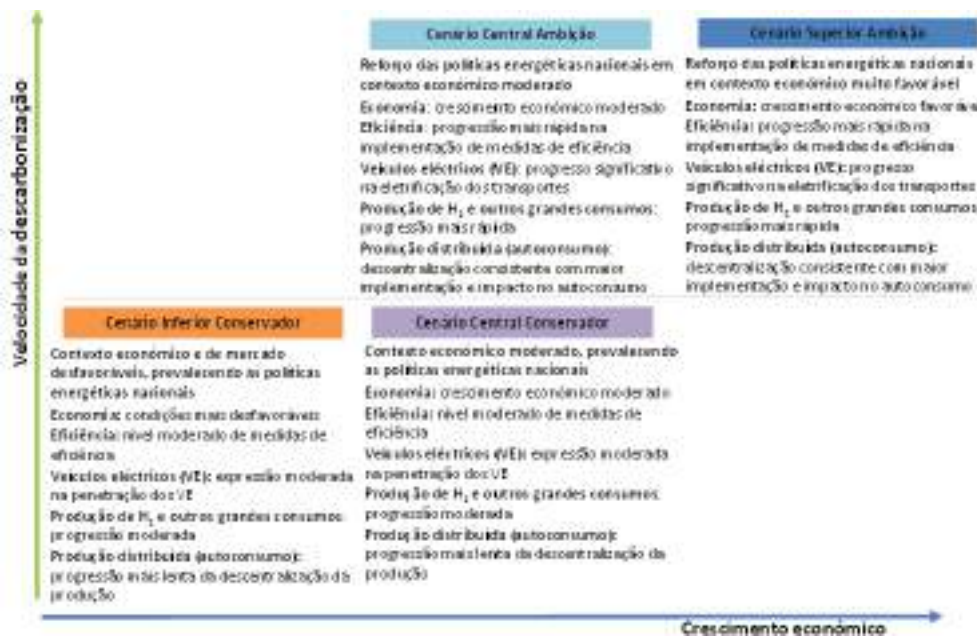 Velocidade da descarbonização
Cenário Central Ambição
Reforço das políticas energéticas nacionais em
contexto económico moderado
Economia: crescimento económico moderado
Eficiência: progressão mais rápida na
implementação de medidas de eficiência
Veículos eléctricos (VE): progresso significativo
na eletrificação dos transportes
Produção de H2 e outros grandes consumos:
progressão mais rápida
Produção distribuída (autoconsumo):
descentralização consistente com maior
implementação e impacto no autoconsumo
Cenário Superior Ambição
Reforço das políticas energéticas nacionais
em contexto económico muito favorável
Economia: crescimento económico favoráve
Eficiência: progressão mais rápida na
implementação de medidas de eficiência
Veículos eléctricos (VE): progresso
significativo na eletrificação dos transportes
Produção de H2 e outros grandes consumos
progressão mais rápida
Produção distribuída (autoconsumo):
descentralização consistente com maior
implementação e impacto no autoconsumo
Cenário Inferior Conservador
Contexto económico e de mercado
desfavoráveis, prevalecendo as políticas
energéticas nacionais
Economia: condições mais desfavoráveis
Eficiência: nível moderado de medidas de
eficiência
Veículos eléctricos (VE): expressão moderada
na penetração dos VE
Produção de H2 e outros grandes consumos
progressão moderada
Produção distribuída (autoconsumo):
progressão mais lenta da descentralização da
produção
Cenário Central Conservador
Contexto económico moderado, prevalecendo
as políticas energéticas nacionais
Economia: crescimento económico moderado
Eficiência: nível moderado de medidas de
eficiência
Veículos eléctricos (VE): expressão moderada
na penetração dos VE
Produção de H2 e outros grandes consumos:
progressão moderada
Produção distribuída (autoconsumo):
progressão mais lenta da descentralização da
produção
Crescimento económico